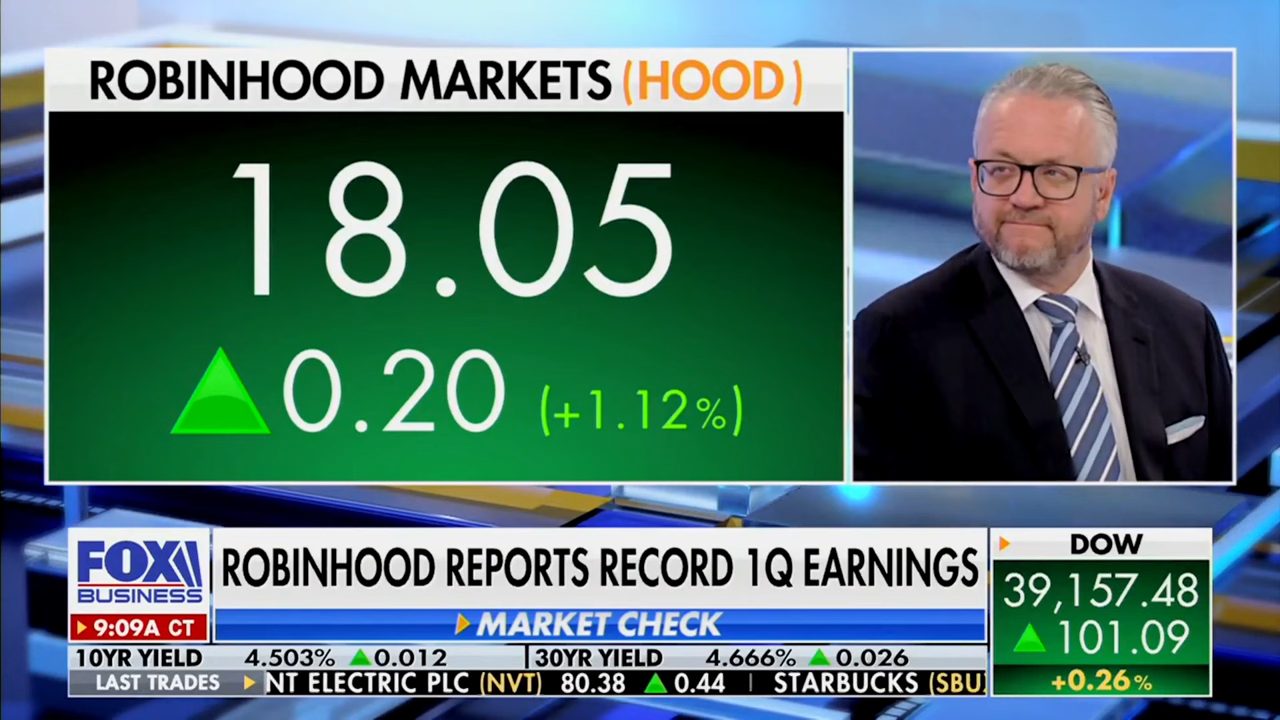 ROBINHOOD MARKETS (HOOD)
18.05
▲ 0.20 (+1.12%)
FOX
BUSINESS
9:09A CT
ROBINHOOD REPORTS RECORD 1Q EARNINGS
MARKET CHECK
DOW
39,157.48
▲ 101.09
+0.26%
10YR YIELD 4.503% ▲ 0.012 30YR YIELD 4.666% ▲ 0.026
LAST TRADES NT ELECTRIC PLC (NVT) 80.38 ▲ 0.44 STARBUCKS (SBU